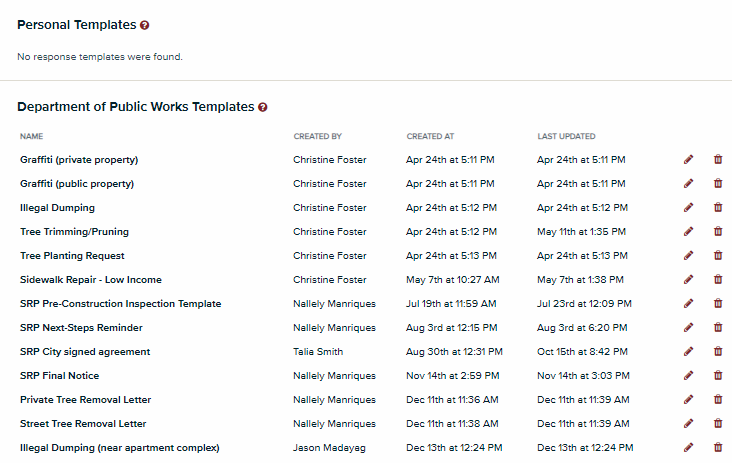 Personal Templates ?
No response templates were found.
Department of Public Works Templates ?
NAME CREATED BY CREATED AT LAST UPDATED
Graffiti (private property) Christine Foster Apr 24th at 5:11 PM Apr 24th at 5:11 PM
Graffiti (public property) Christine Foster Apr 24th at 5:11 PM Apr 24th at 5:11 PM
Illegal Dumping Christine Foster Apr 24th at 5:12 PM Apr 24th at 5:12 PM
Tree Trimming/Pruning Christine Foster Apr 24th at 5:12 PM May 11th at 1:35 PM
Tree Planting Request Christine Foster Apr 24th at 5:13 PM Apr 24th at 5:13 PM
Sidewalk Repair - Low Income Christine Foster May 7th at 10:27 AM May 7th at 1:38 PM
SRP Pre-Construction Inspection Template Nallely Manriques Jul 19th at 11:59 AM Jul 23rd at 12:09 PM
SRP Next-Steps Reminder Nallely Manriques Aug 3rd at 12:15 PM Aug 3rd at 6:20 PM
SRP City signed agreement Talia Smith Aug 30th at 12:31 PM Oct 15th at 8:42 PM
SRP Final Notice Nallely Manriques Nov 14th at 2:59 PM Nov 14th at 3:03 PM
Private Tree Removal Letter Nallely Manriques Dec 11th at 11:36 AM Dec 11th at 11:39 AM
Street Tree Removal Letter Nallely Manriques Dec 11th at 11:38 AM Dec 11th at 11:39 AM
Illegal Dumping (near apartment complex) Jason Madayag Dec 13th at 12:24 PM Dec 13th at 12:24 PM